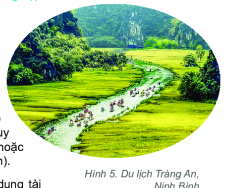 uy
hoặc
n).
Hình 5. Du lịch Tràng An,
Ninh Bình
dung tài